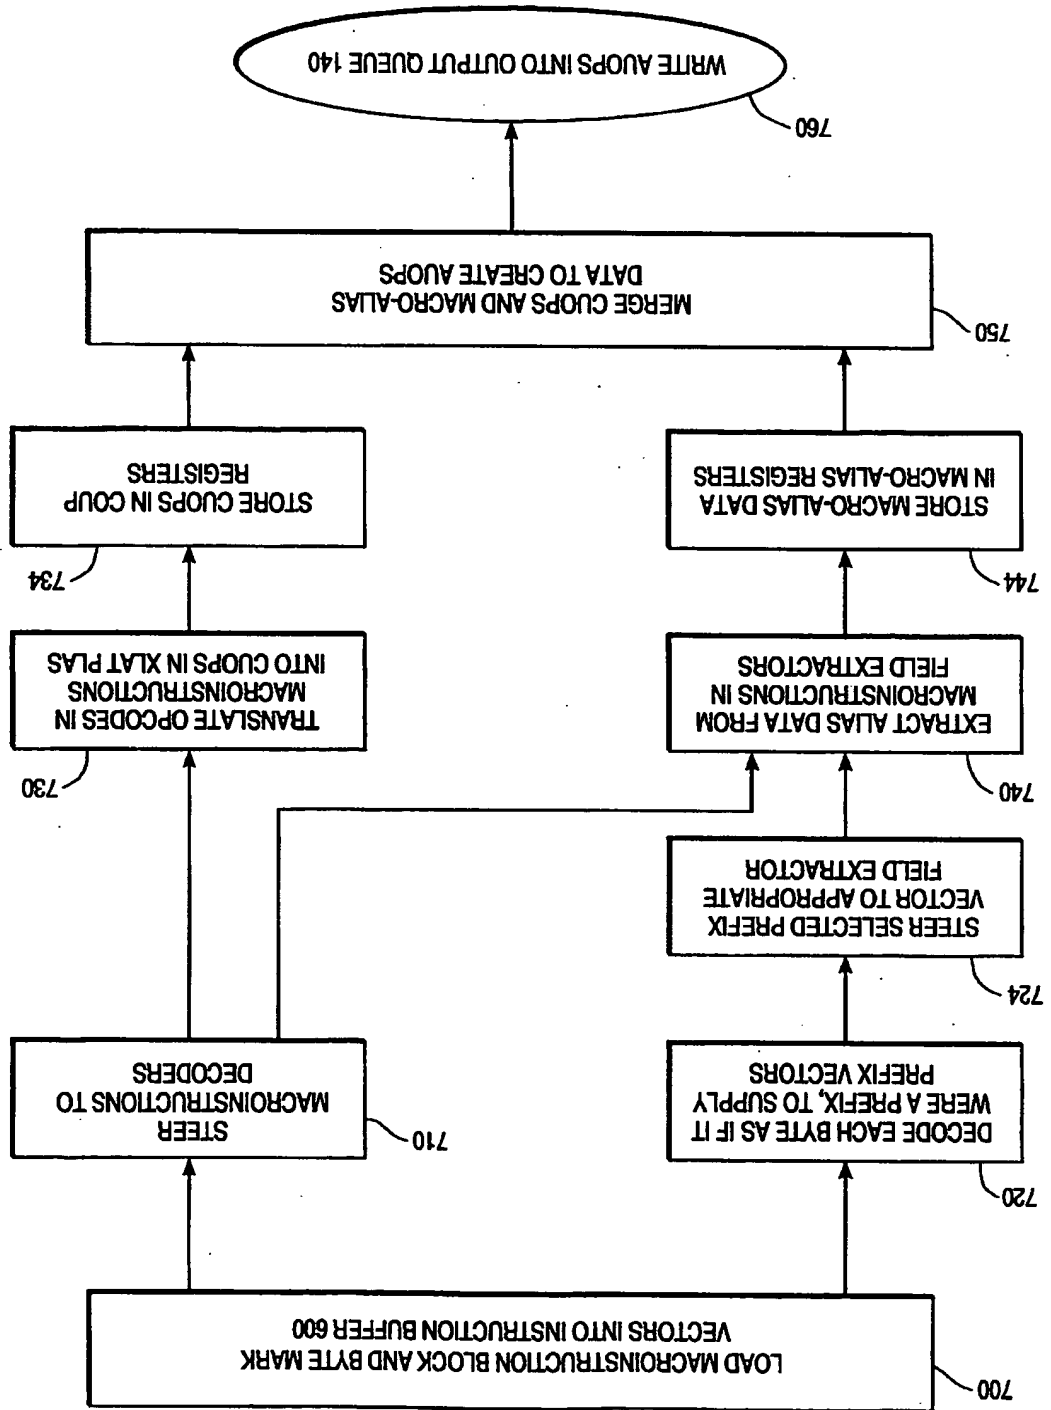 700
LOAD MACROINSTRUCTION BLOCK AND BYTE MARK
VECTORS INTO INSTRUCTION BUFFER 600
720
DECODE EACH BYTE AS IF IT
WERE A PREFIX, TO SUPPLY
PREFIX VECTORS
710
STEER
MACROINSTRUCTIONS TO
DECODERS
724
STEER SELECTED PREFIX
VECTOR TO APPROPRIATE
FIELD EXTRACTOR
740
EXTRACT ALIAS DATA FROM
MACROINSTRUCTIONS IN
FIELD EXTRACTORS
730
TRANSLATE OPCODES IN
MACROINSTRUCTIONS
INTO CUOPS IN XLAT PLAS
744
STORE MACRO-ALIAS DATA
IN MACRO-ALIAS REGISTERS
734
STORE CUOPS IN COUP
REGISTERS
750
MERGE CUOPS AND MACRO-ALIAS
DATA TO CREATE AUOPS
760
WRITE AUOPS INTO OUTPUT QUEUE 140